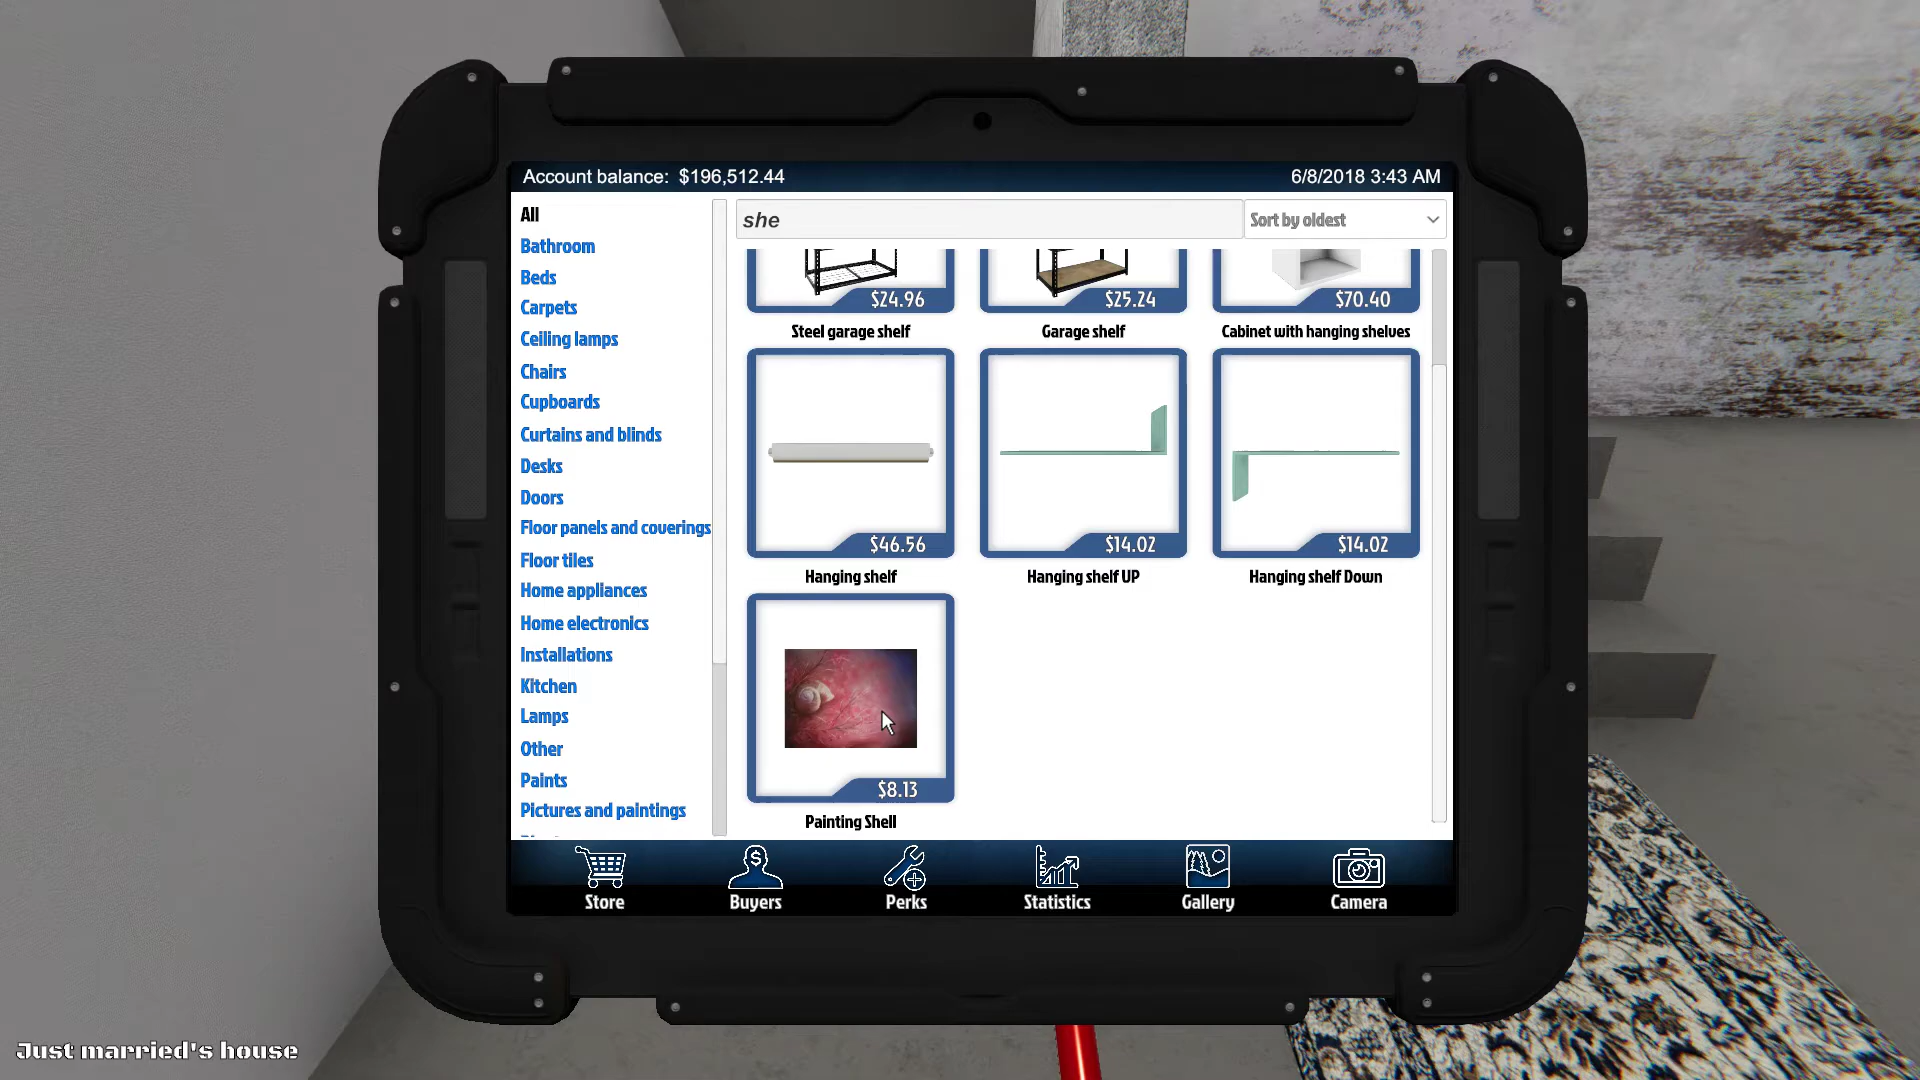 Account balance: $196,512.44
6/8/2018 3:43 AM
All
Bathroom
Beds
Carpets
Ceiling lamps
Chairs
Cupboards
Curtains and blinds
Desks
Doors
Floor panels and coverings
Floor tiles
Home appliances
Home electronics
Installations
Kitchen
Lamps
Other
Paints
Pictures and paintings
she
Sort by oldest
$24.96
$25.24
$70.40
Steel garage shelf
Garage shelf
Cabinet with hanging shelves
$46.56
$14.02
$14.02
Hanging shelf
Hanging shelf UP
Hanging shelf Down
$8.13
Painting Shell
Store
Buyers
Perks
Statistics
Gallery
Camera
Just married's house